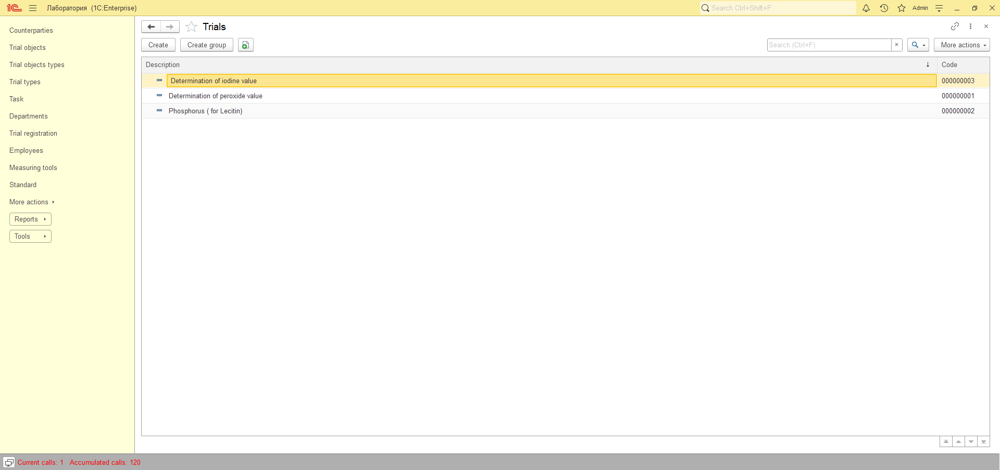 1С Лаборатория (1C:Enterprise) Search Ctrl+Shift+F Admin
Counterparties
Trial objects
Trial objects types
Trial types
Task
Departments
Trial registration
Employees
Measuring tools
Standard
More actions
Reports
Tools
Trials
Create Create group Search (Ctrl+F) × More actions
Description Code
Determination of iodine value 000000003
Determination of peroxide value 000000001
Phosphorus ( for Lecitin) 000000002
Current calls: 1 Accumulated calls: 120